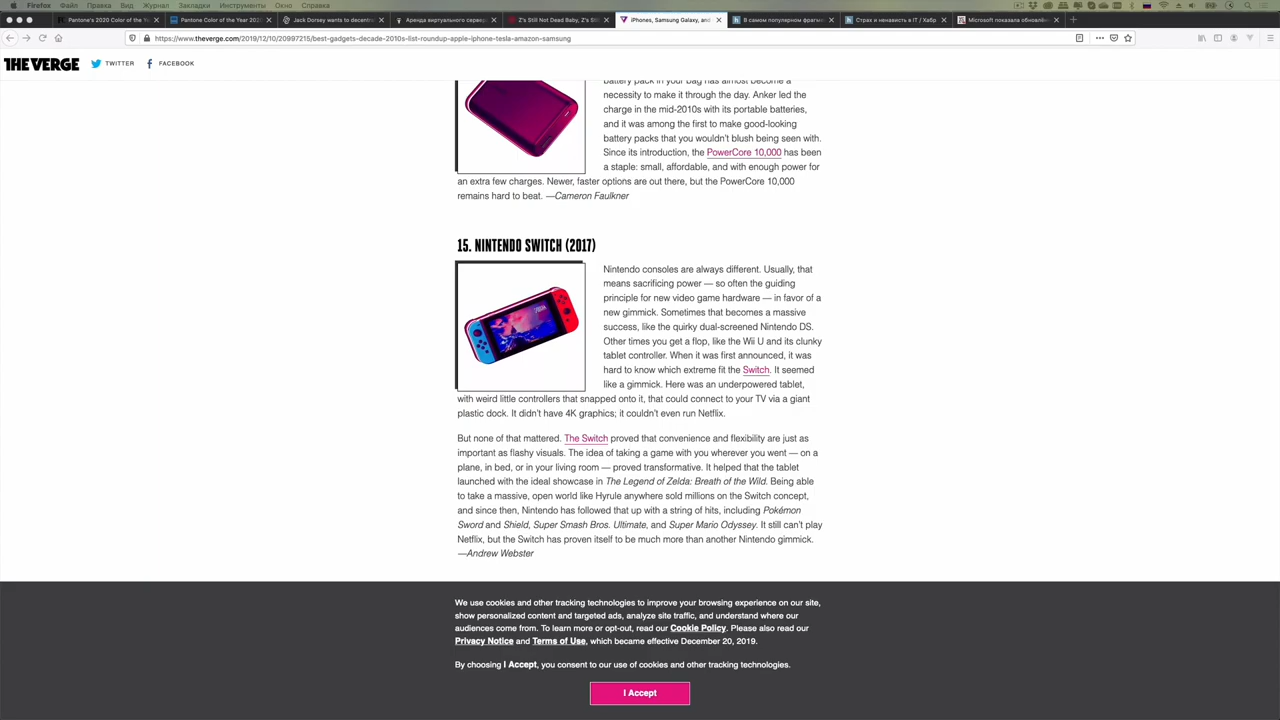 Firefox Файл Правка Вид Журнал Закладки Инструменты Окно Справка
Pantone's 2020 Color of the Ye
Pantone Color of the Year 2020
Jack Dorsey wants to decentra
Аренда виртуального сервера
Z's Still Not Dead Baby, Z's Sti
iPhones, Samsung Galaxy, and
В самом популярном фрагмен
Страх и ненависть в IT / Хабр
Microsoft показала обновлён
https://www.theverge.com/2019/12/10/20997215/best-gadgets-decade-2010s-list-roundup-apple-iphone-tesla-amazon-samsung
THE VERGE TWITTER FACEBOOK
battery pack in your bag has almost become a
necessity to make it through the day. Anker led the
charge in the mid-2010s with its portable batteries,
and it was among the first to make good-looking
battery packs that you wouldn't blush being seen with.
Since its introduction, the PowerCore 10,000 has been
a staple: small, affordable, and with enough power for
an extra few charges. Newer, faster options are out there, but the PowerCore 10,000
remains hard to beat. —Cameron Faulkner
15. NINTENDO SWITCH (2017)
Nintendo consoles are always different. Usually, that
means sacrificing power — so often the guiding
principle for new video game hardware — in favor of a
new gimmick. Sometimes that becomes a massive
success, like the quirky dual-screened Nintendo DS.
Other times you get a flop, like the Wii U and its clunky
tablet controller. When it was first announced, it was
hard to know which extreme fit the Switch. It seemed
like a gimmick. Here was an underpowered tablet,
with weird little controllers that snapped onto it, that could connect to your TV via a giant
plastic dock. It didn't have 4K graphics; it couldn't even run Netflix.
But none of that mattered. The Switch proved that convenience and flexibility are just as
important as flashy visuals. The idea of taking a game with you wherever you went — on a
plane, in bed, or in your living room — proved transformative. It helped that the tablet
launched with the ideal showcase in The Legend of Zelda: Breath of the Wild. Being able
to take a massive, open world like Hyrule anywhere sold millions on the Switch concept,
and since then, Nintendo has followed that up with a string of hits, including Pokémon
Sword and Shield, Super Smash Bros. Ultimate, and Super Mario Odyssey. It still can't play
Netflix, but the Switch has proven itself to be much more than another Nintendo gimmick.
—Andrew Webster
We use cookies and other tracking technologies to improve your browsing experience on our site,
show personalized content and targeted ads, analyze site traffic, and understand where our
audiences come from. To learn more or opt-out, read our Cookie Policy. Please also read our
Privacy Notice and Terms of Use, which became effective December 20, 2019.
By choosing I Accept, you consent to our use of cookies and other tracking technologies.
I Accept